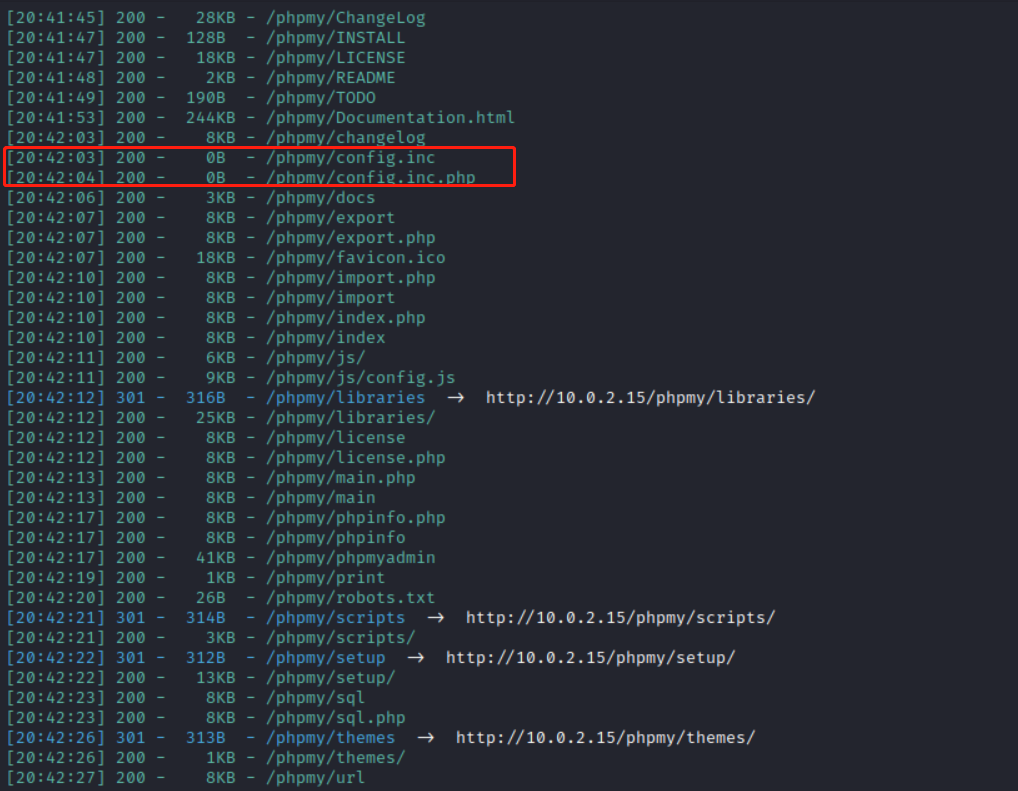 [20:41:45] 200 - 28KB - /phpmy/ChangeLog
[20:41:47] 200 - 128B - /phpmy/INSTALL
[20:41:47] 200 - 18KB - /phpmy/LICENSE
[20:41:48] 200 - 2KB - /phpmy/README
[20:41:49] 200 - 190B - /phpmy/TODO
[20:41:53] 200 - 244KB - /phpmy/Documentation.html
[20:42:03] 200 - 8KB - /phpmy/changelog
[20:42:03] 200 - 0B - /phpmy/config.inc
[20:42:04] 200 - 0B - /phpmy/config.inc.php
[20:42:06] 200 - 3KB - /phpmy/docs
[20:42:07] 200 - 8KB - /phpmy/export
[20:42:07] 200 - 8KB - /phpmy/export.php
[20:42:07] 200 - 18KB - /phpmy/favicon.ico
[20:42:10] 200 - 8KB - /phpmy/import.php
[20:42:10] 200 - 8KB - /phpmy/import
[20:42:10] 200 - 8KB - /phpmy/index.php
[20:42:10] 200 - 8KB - /phpmy/index
[20:42:11] 200 - 6KB - /phpmy/js/
[20:42:11] 200 - 9KB - /phpmy/js/config.js
[20:42:12] 301 - 316B - /phpmy/libraries → http://10.0.2.15/phpmy/libraries/
[20:42:12] 200 - 25KB - /phpmy/libraries/
[20:42:12] 200 - 8KB - /phpmy/license
[20:42:12] 200 - 8KB - /phpmy/license.php
[20:42:13] 200 - 8KB - /phpmy/main.php
[20:42:13] 200 - 8KB - /phpmy/main
[20:42:17] 200 - 8KB - /phpmy/phpinfo.php
[20:42:17] 200 - 8KB - /phpmy/phpinfo
[20:42:17] 200 - 41KB - /phpmy/phpmyadmin
[20:42:19] 200 - 1KB - /phpmy/print
[20:42:20] 200 - 26B - /phpmy/robots.txt
[20:42:21] 301 - 314B - /phpmy/scripts → http://10.0.2.15/phpmy/scripts/
[20:42:21] 200 - 3KB - /phpmy/scripts/
[20:42:22] 301 - 312B - /phpmy/setup → http://10.0.2.15/phpmy/setup/
[20:42:22] 200 - 13KB - /phpmy/setup/
[20:42:23] 200 - 8KB - /phpmy/sql
[20:42:23] 200 - 8KB - /phpmy/sql.php
[20:42:26] 301 - 313B - /phpmy/themes → http://10.0.2.15/phpmy/themes/
[20:42:26] 200 - 1KB - /phpmy/themes/
[20:42:27] 200 - 8KB - /phpmy/url